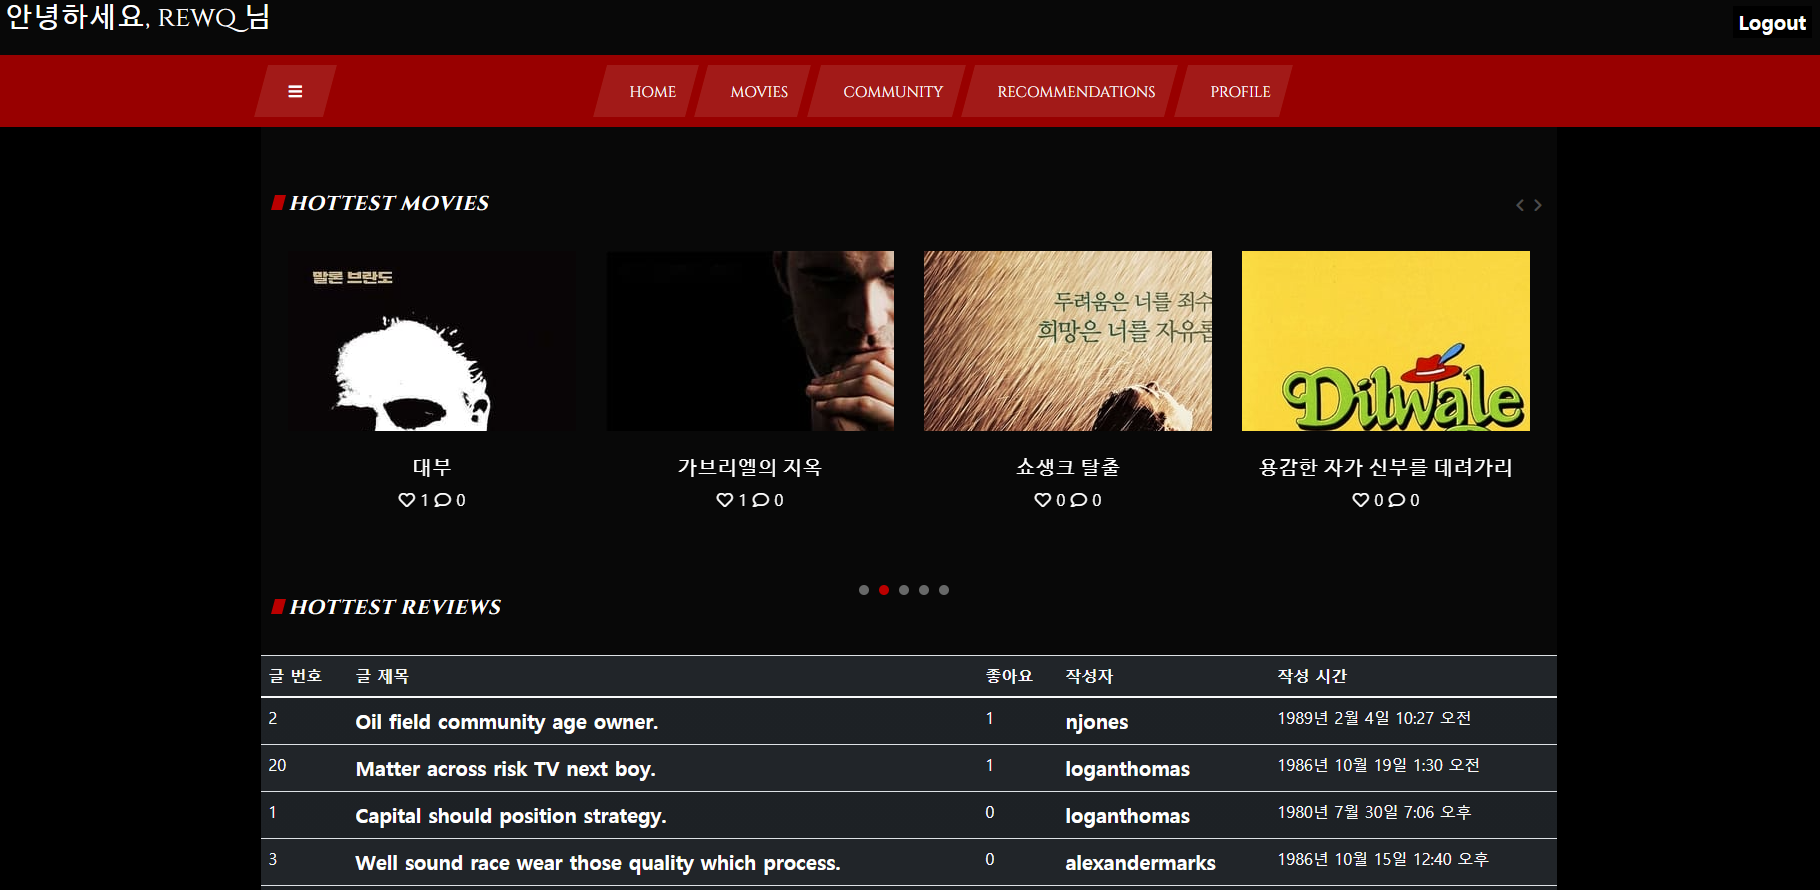 안녕하세요, REWQ 님
Logout
HOME MOVIES COMMUNITY RECOMMENDATIONS PROFILE
HOTTEST MOVIES
말론 브란도
두려움은 너를 죄수
희망은 너를 자유롭
Dilwale
대부 가브리엘의 지옥 쇼생크 탈출 용감한 자가 신부를 데려가리
1 0 1 0 0 0 0 0
HOTTEST REVIEWS
글 번호 글 제목 좋아요 작성자 작성 시간
2 Oil field community age owner. 1 njones 1989년 2월 4일 10:27 오전
20 Matter across risk TV next boy. 1 loganthomas 1986년 10월 19일 1:30 오전
1 Capital should position strategy. 0 loganthomas 1980년 7월 30일 7:06 오후
3 Well sound race wear those quality which process. 0 alexandermarks 1986년 10월 15일 12:40 오후